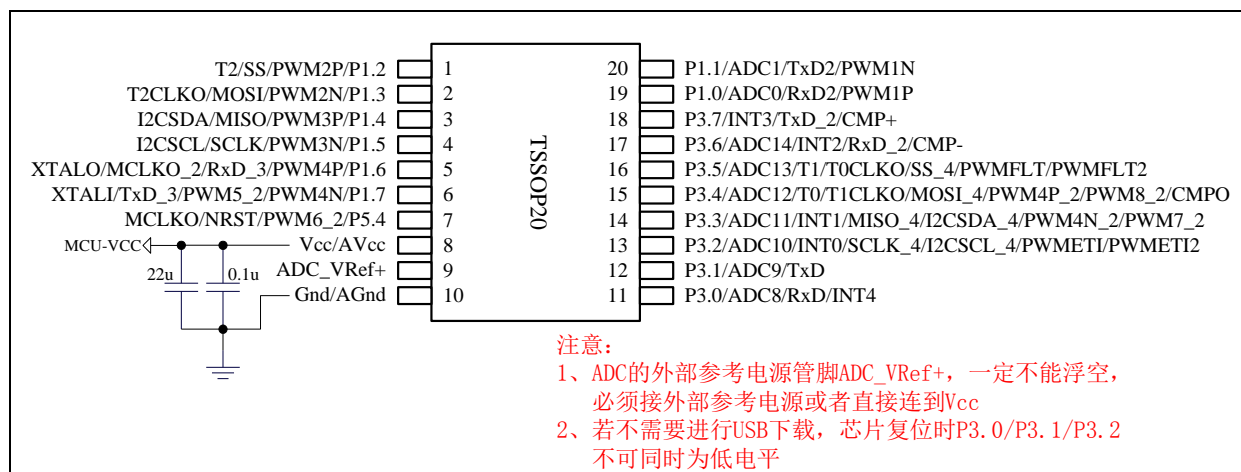 T2/SS/PWM2P/P1.2 1 20 P1.1/ADC1/TxD2/PWM1N
T2CLKO/MOSI/PWM2N/P1.3 2 19 P1.0/ADC0/RxD2/PWM1P
I2CSDA/MISO/PWM3P/P1.4 3 18 P3.7/INT3/TxD_2/CMP+
I2CSCL/SCLK/PWM3N/P1.5 4 17 P3.6/ADC14/INT2/RxD_2/CMP-
XTALO/MCLKO_2/RxD_3/PWM4P/P1.6 5 16 P3.5/ADC13/T1/T0CLKO/SS_4/PWMFLT/PWMFLT2
XTALI/TxD_3/PWM5_2/PWM4N/P1.7 6 15 P3.4/ADC12/T0/T1CLKO/MOSI_4/PWM4P_2/PWM8_2/CMPO
MCLKO/NRST/PWM6_2/P5.4 7 14 P3.3/ADC11/INT1/MISO_4/I2CSDA_4/PWM4N_2/PWM7_2
MCU-VCC Vcc/AVcc 8 13 P3.2/ADC10/INT0/SCLK_4/I2CSCL_4/PWMETI/PWMETI2
22u 0.1u ADC_VRef+ 9 12 P3.1/ADC9/TxD
Gnd/AGnd 10 11 P3.0/ADC8/RxD/INT4
TSSOP20
注意：
1、ADC的外部参考电源管脚ADC_VRef+，一定不能浮空，
必须接外部参考电源或者直接连到Vcc
2、若不需要进行USB下载，芯片复位时P3.0/P3.1/P3.2
不可同时为低电平